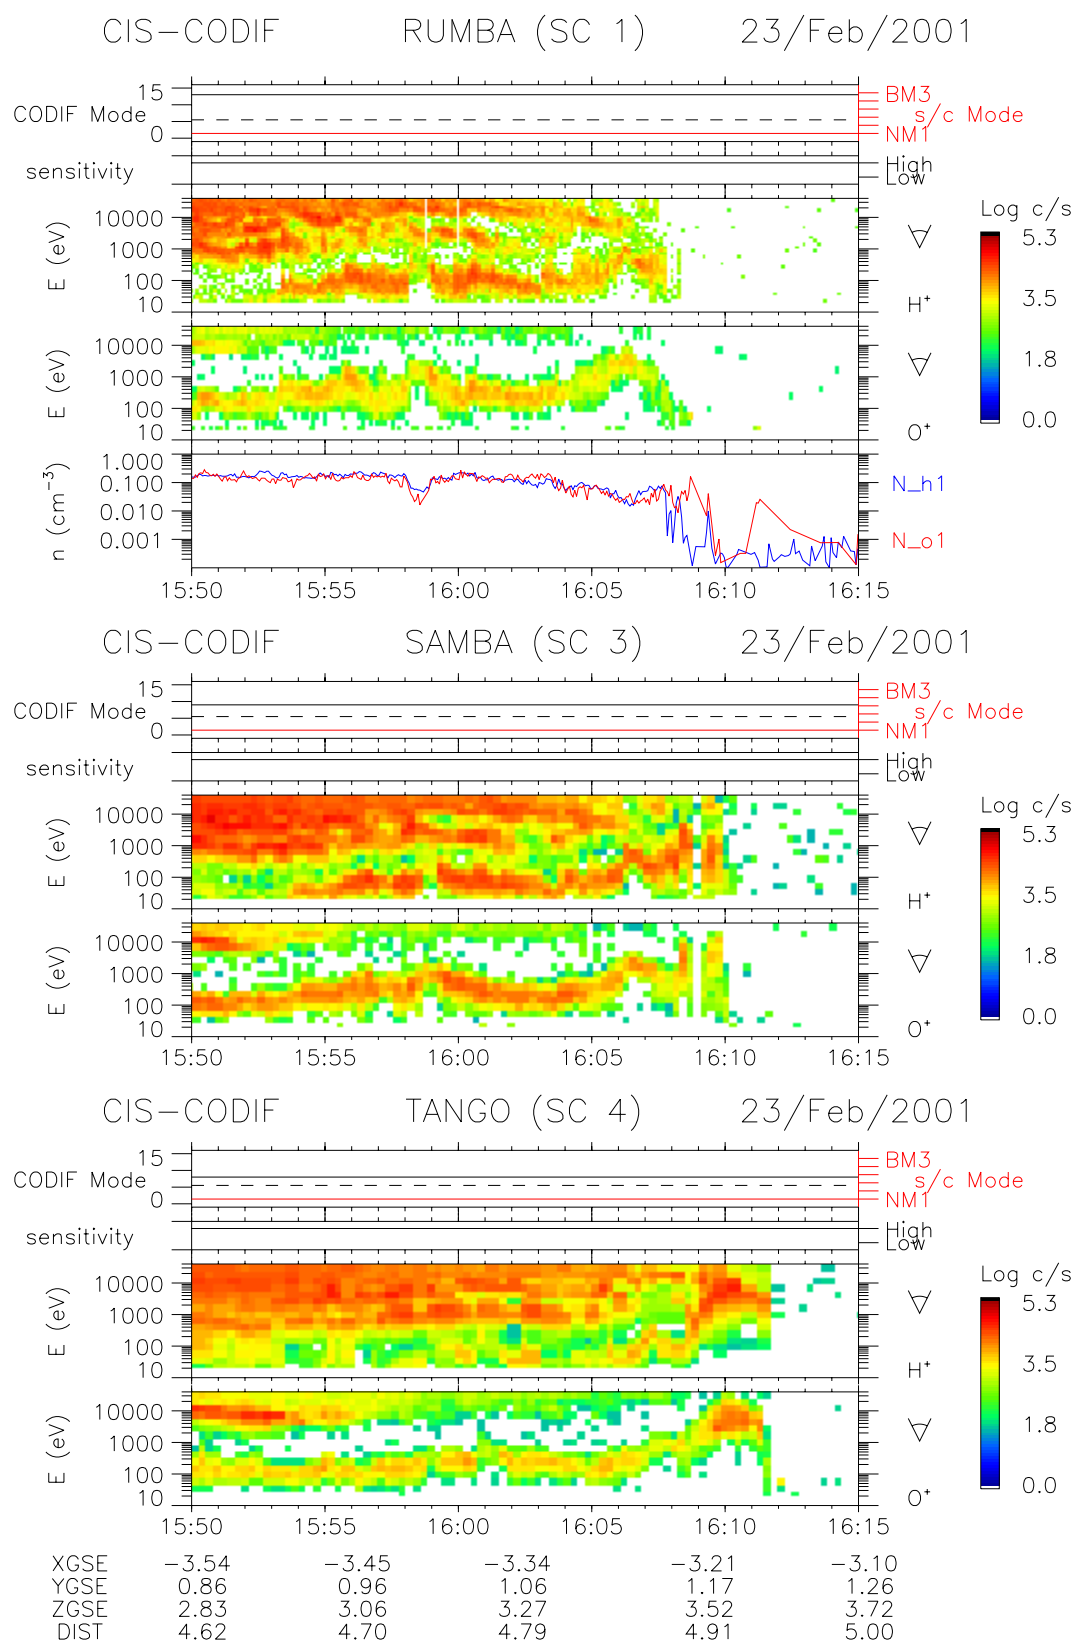 CIS-CODIF RUMBA (SC 1) 23/Feb/2001
15 BM3
CODIF Mode s/c Mode
0 NM1
sensitivity High
Low
Log c/s
10000 5.3
E (eV) 1000
100 3.5
10 H+
10000 1.8
E (eV) 1000
100 0.0
10 O+
1.000
n (cm-3) 0.100 N_h1
0.010
0.001 N_o1
15:50 15:55 16:00 16:05 16:10 16:15
CIS-CODIF SAMBA (SC 3) 23/Feb/2001
15 BM3
CODIF Mode s/c Mode
0 NM1
sensitivity High
Low
Log c/s
10000 5.3
E (eV) 1000
100 3.5
10 H+
10000 1.8
E (eV) 1000
100 0.0
10 O+
15:50 15:55 16:00 16:05 16:10 16:15
CIS-CODIF TANGO (SC 4) 23/Feb/2001
15 BM3
CODIF Mode s/c Mode
0 NM1
sensitivity High
Low
Log c/s
10000 5.3
E (eV) 1000
100 3.5
10 H+
10000 1.8
E (eV) 1000
100 0.0
10 O+
15:50 15:55 16:00 16:05 16:10 16:15
XGSE -3.54 -3.45 -3.34 -3.21 -3.10
YGSE 0.86 0.96 1.06 1.17 1.26
ZGSE 2.83 3.06 3.27 3.52 3.72
DIST 4.62 4.70 4.79 4.91 5.00